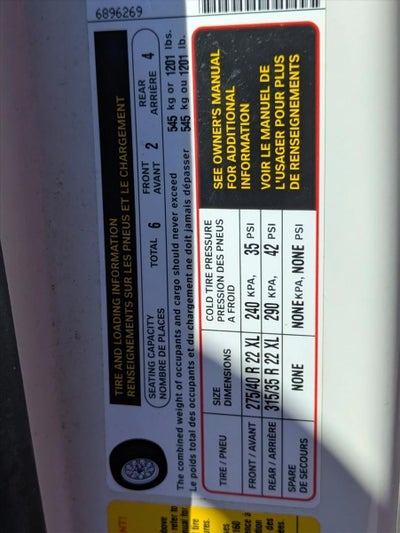 6896269
TIRE AND LOADING INFORMATION
RENSEIGNEMENTS SUR LES PNEUS ET LE CHARGEMENT
SEATING CAPACITY
NOMBRE DE PLACES
TOTAL 6
FRONT
AVANT 2
REAR
ARRIÈRE 4
The combined weight of occupants and cargo should never exceed 545 kg or 1201 lbs.
Le poids total des occupants et du chargement ne doit jamais dépasser 545 kg ou 1201 lb.
TIRE / PNEU
SIZE
DIMENSIONS
COLD TIRE PRESSURE
PRESSION DES PNEUS
A FROID
FRONT / AVANT 275/40 R 22 XL 240 KPA, 35 PSI
REAR / ARRIÈRE 315/35 R 22 XL 290 KPA, 42 PSI
SPARE
DE SECOURS
NONE
NONE KPA, NONE PSI
SEE OWNER'S MANUAL
FOR ADDITIONAL
INFORMATION
VOIR LE MANUEL DE
L'USAGER POUR PLUS
DE RENSEIGNEMENTS